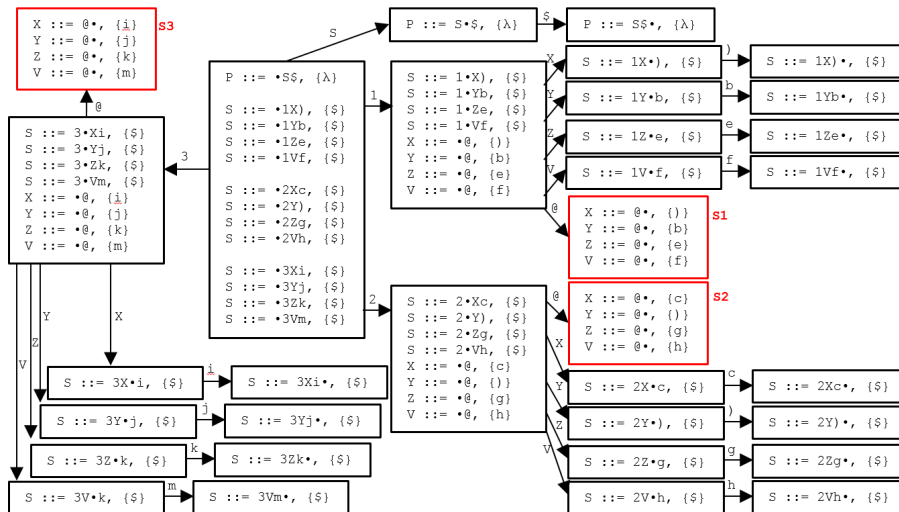 X ::= @•, {i}
Y ::= @•, {j}
Z ::= @•, {k}
V ::= @•, {m}
S3
@
S ::= 3•Xi, {$}
S ::= 3•Yj, {$}
S ::= 3•Zk, {$}
S ::= 3•Vm, {$}
X ::= •@, {i}
Y ::= •@, {j}
Z ::= •@, {k}
V ::= •@, {m}
3
P ::= •S$, {λ}
S ::= •1X), {$}
S ::= •1Yb, {$}
S ::= •1Ze, {$}
S ::= •1Vf, {$}
S ::= •2Xc, {$}
S ::= •2Y), {$}
S ::= •2Zg, {$}
S ::= •2Vh, {$}
S ::= •3Xi, {$}
S ::= •3Yj, {$}
S ::= •3Zk, {$}
S ::= •3Vm, {$}
S
P ::= S•$, {λ}
$
P ::= S$•, {λ}
1
S ::= 1•X), {$}
S ::= 1•Yb, {$}
S ::= 1•Ze, {$}
S ::= 1•Vf, {$}
X ::= •@, {)}
Y ::= •@, {b}
Z ::= •@, {e}
V ::= •@, {f}
X
S ::= 1X•), {$}
)
S ::= 1X)•, {$}
Y
S ::= 1Y•b, {$}
b
S ::= 1Yb•, {$}
Z
S ::= 1Z•e, {$}
e
S ::= 1Ze•, {$}
V
S ::= 1V•f, {$}
f
S ::= 1Vf•, {$}
@
X ::= @•, {)}
Y ::= @•, {b}
Z ::= @•, {e}
V ::= @•, {f}
S1
2
S ::= 2•Xc, {$}
S ::= 2•Y), {$}
S ::= 2•Zg, {$}
S ::= 2•Vh, {$}
X ::= •@, {c}
Y ::= •@, {)}
Z ::= •@, {g}
V ::= •@, {h}
@
X ::= @•, {c}
Y ::= @•, {)}
Z ::= @•, {g}
V ::= @•, {h}
S2
X
S ::= 2X•c, {$}
c
S ::= 2Xc•, {$}
Y
S ::= 2Y•), {$}
)
S ::= 2Y)•, {$}
Z
S ::= 2Z•g, {$}
g
S ::= 2Zg•, {$}
V
S ::= 2V•h, {$}
h
S ::= 2Vh•, {$}
X
S ::= 3X•i, {$}
i
S ::= 3Xi•, {$}
Y
S ::= 3Y•j, {$}
j
S ::= 3Yj•, {$}
Z
S ::= 3Z•k, {$}
k
S ::= 3Zk•, {$}
V
S ::= 3V•k, {$}
m
S ::= 3Vm•, {$}